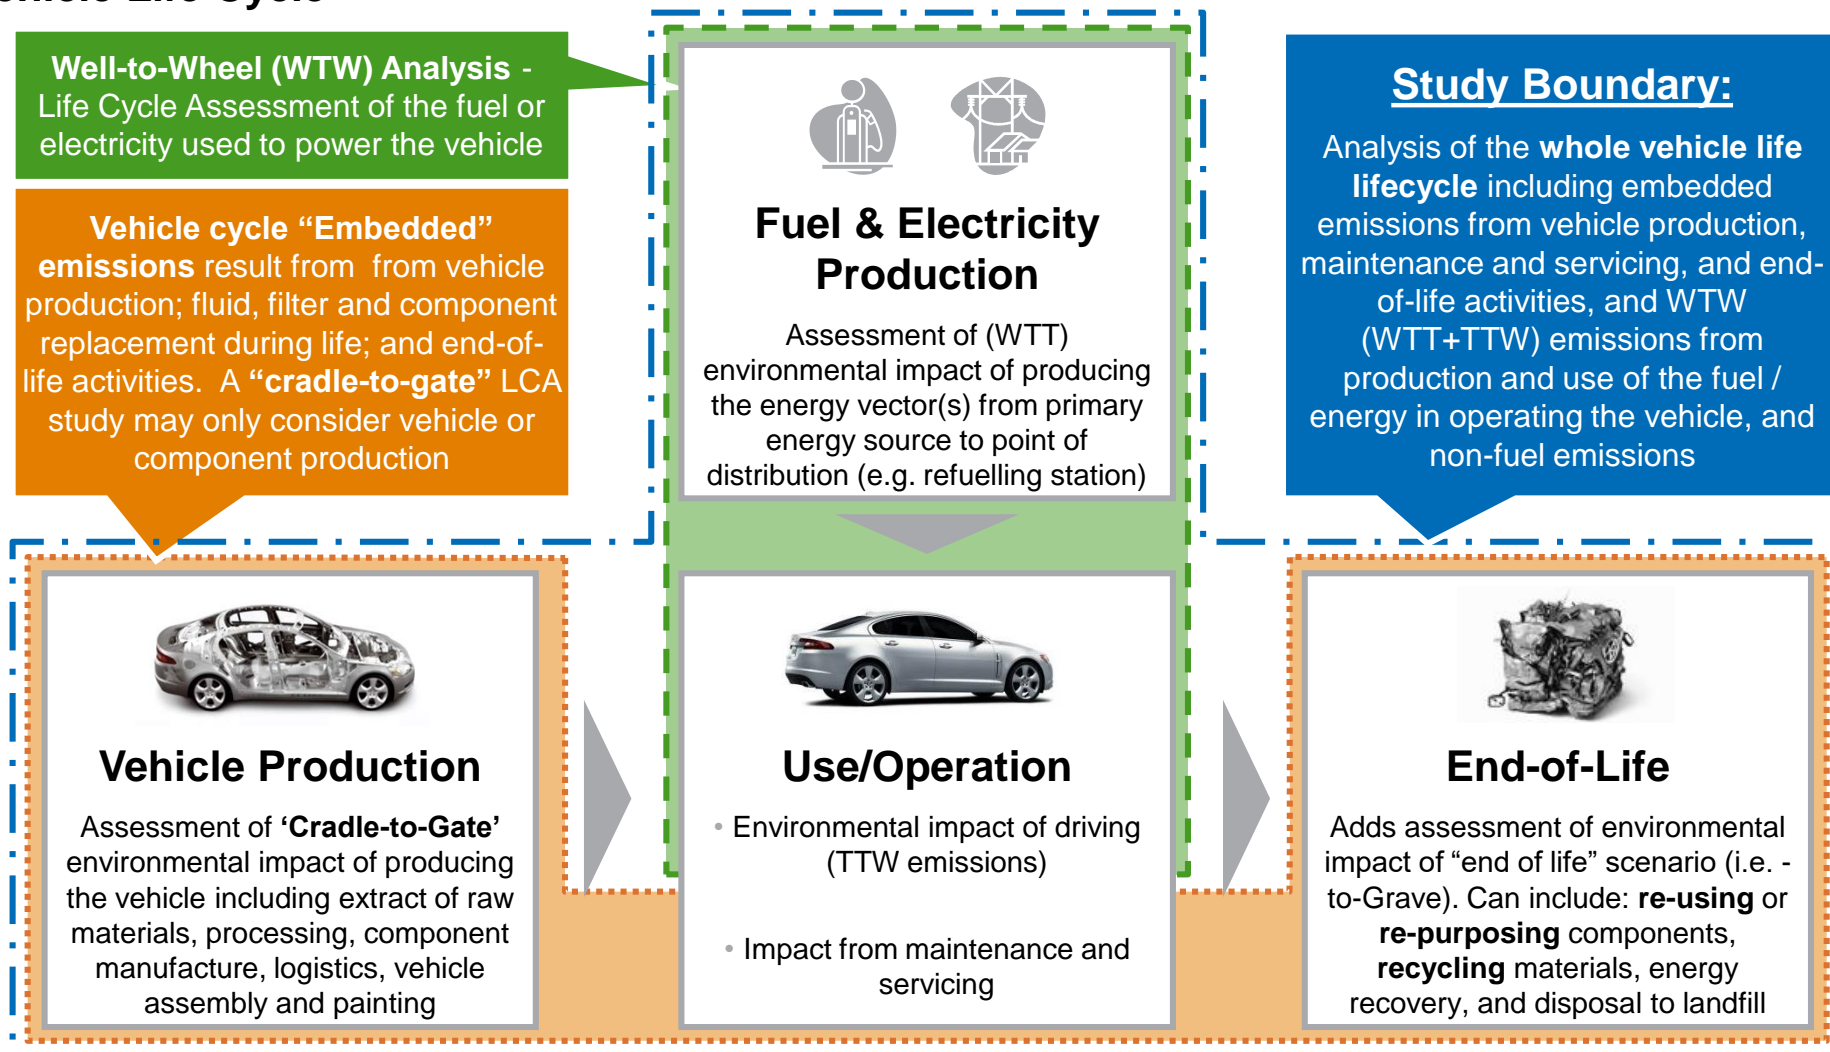 Life Cycle
Well-to-Wheel (WTW) Analysis -
Life Cycle Assessment of the fuel or
electricity used to power the vehicle
Vehicle cycle “Embedded”
emissions result from  from vehicle
production; fluid, filter and component
replacement during life; and end-of-
life activities.  A “cradle-to-gate” LCA
study may only consider vehicle or
component production
Fuel & Electricity
Production
Assessment of (WTT)
environmental impact of producing
the energy vector(s) from primary
energy source to point of
distribution (e.g. refuelling station)
Study Boundary:
Analysis of the whole vehicle life
lifecycle including embedded
emissions from vehicle production,
maintenance and servicing, and end-
of-life activities, and WTW
(WTT+TTW) emissions from
production and use of the fuel /
energy in operating the vehicle, and
non-fuel emissions
Vehicle Production
Assessment of ‘Cradle-to-Gate’
environmental impact of producing
the vehicle including extract of raw
materials, processing, component
manufacture, logistics, vehicle
assembly and painting
Use/Operation
• Environmental impact of driving
(TTW emissions)
• Impact from maintenance and
servicing
End-of-Life
Adds assessment of environmental
impact of “end of life” scenario (i.e. -
to-Grave). Can include: re-using or
re-purposing components,
recycling materials, energy
recovery, and disposal to landfill